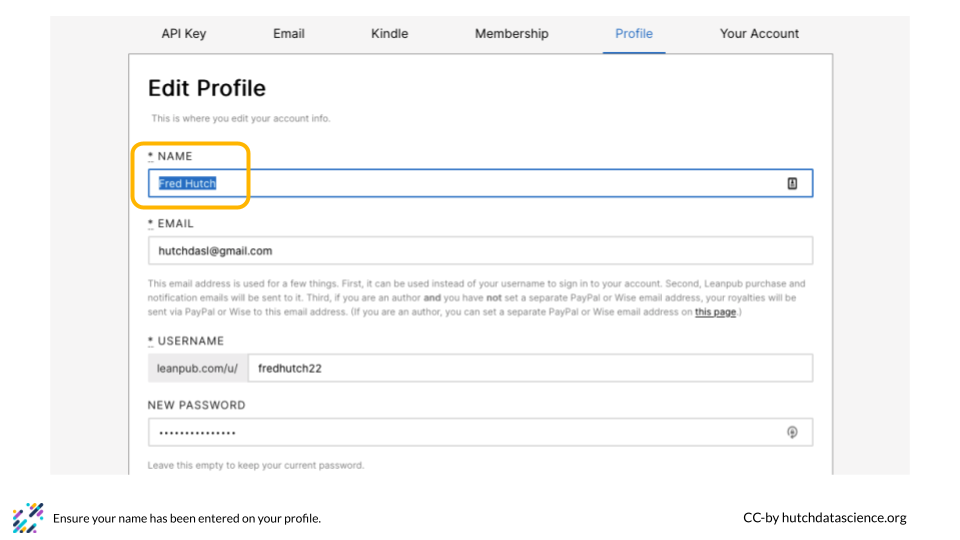 API Key Email Kindle Membership Profile Your Account
Edit Profile
This is where you edit your account info.
* NAME
Fred Hutch
* EMAIL
hutchdasl@gmail.com
This email address is used for a few things. First, it can be used instead of your username to sign in to your account. Second, Leanpub purchase and
notification emails will be sent to it. Third, if you are an author and you have not set a separate PayPal or Wise email address, your royalties will be
sent via PayPal or Wise to this email address. (If you are an author, you can set a separate PayPal or Wise email address on this page.)
* USERNAME
leanpub.com/u/ fredhutch22
NEW PASSWORD
•••••••••••••••
Leave this empty to keep your current password.
Ensure your name has been entered on your profile.
CC-by hutchdatascience.org